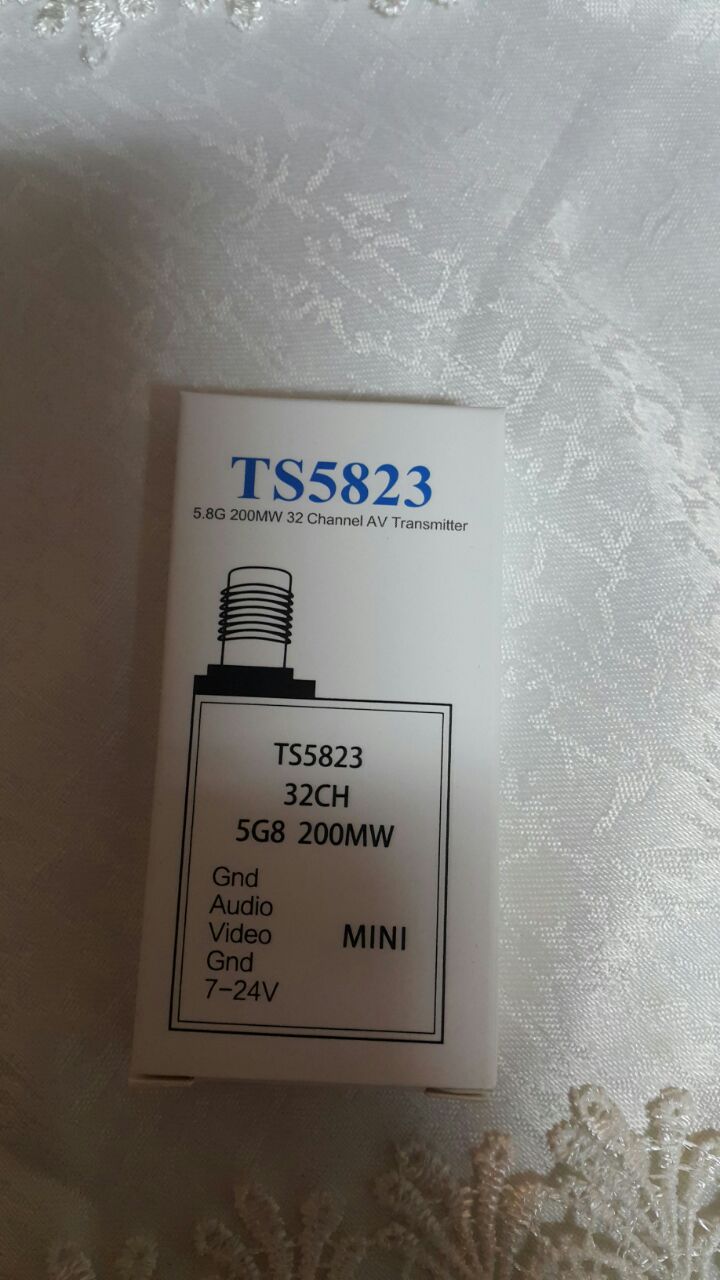 TS5823
5.8G 200MW 32 Channel AV Transmitter
TS5823
32CH
5G8 200MW
Gnd
Audio
Video
MINI
Gnd
7-24V